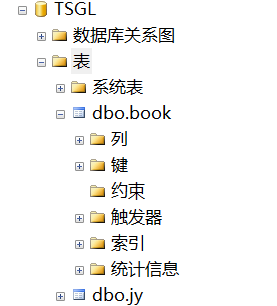 TSGL
数据库关系图
表
系统表
dbo.book
列
键
约束
触发器
索引
统计信息
dbo.jy